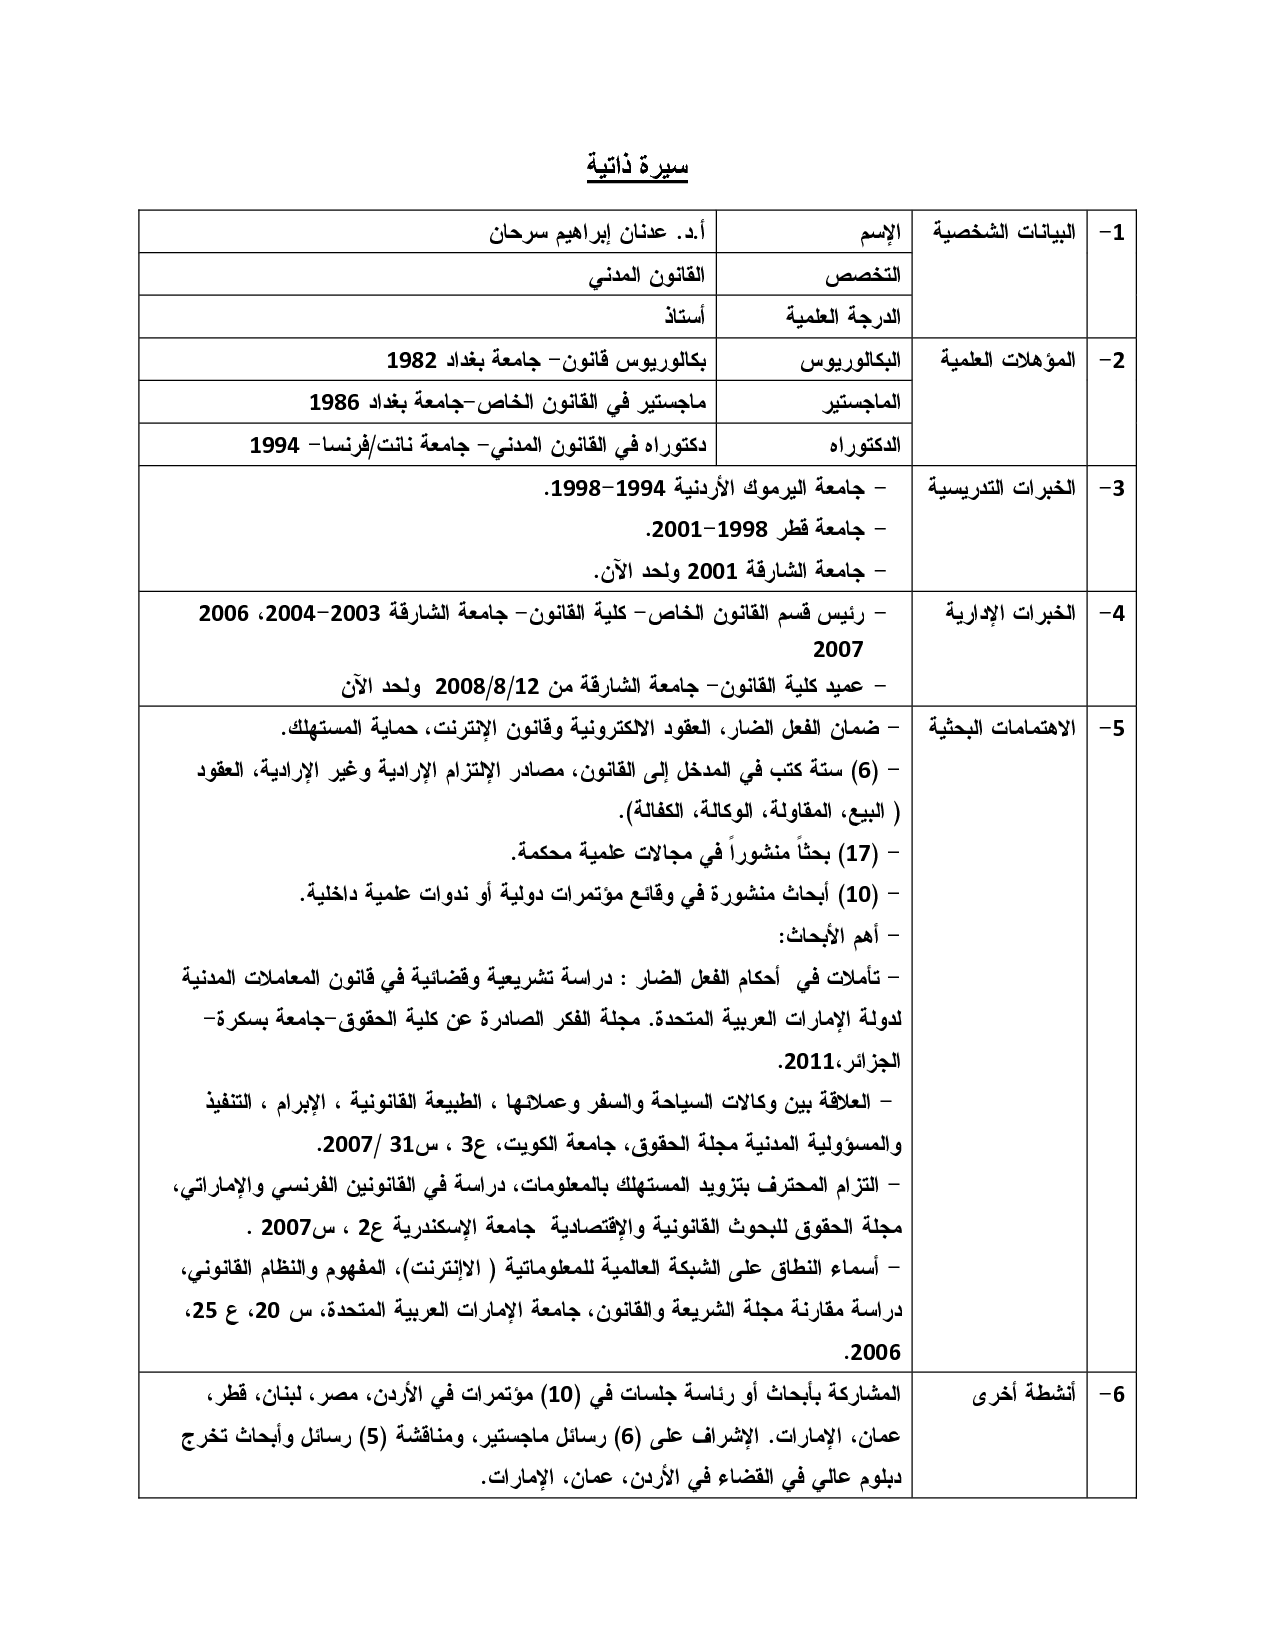 سيرة ذاتية
1- البيانات الشخصية الإسم أ.د. عدنان إبراهيم سرحان
التخصص القانون المدني
الدرجة العلمية أستاذ
2- المؤهلات العلمية البكالوريوس بكالوريوس قانون- جامعة بغداد 1982
الماجستير ماجستير في القانون الخاص-جامعة بغداد 1986
الدكتوراه دكتوراه في القانون المدني- جامعة نانت/فرنسا- 1994
3- الخبرات التدريسية - جامعة اليرموك الأردنية 1994-1998.
- جامعة قطر 1998-2001.
- جامعة الشارقة 2001 ولحد الآن.
4- الخبرات الإدارية - رئيس قسم القانون الخاص- كلية القانون- جامعة الشارقة 2003-2004، 2006
2007
- عميد كلية القانون- جامعة الشارقة من 2008/8/12 ولحد الآن
5- الاهتمامات البحثية - ضمان الفعل الضار، العقود الالكترونية وقانون الإنترنت، حماية المستهلك.
- (6) ستة كتب في المدخل إلى القانون، مصادر الإلتزام الإرادية وغير الإرادية، العقود
( البيع، المقاولة، الوكالة، الكفالة).
- (17) بحثاً منشوراً في مجالات علمية محكمة.
- (10) أبحاث منشورة في وقائع مؤتمرات دولية أو ندوات علمية داخلية.
- أهم الأبحاث:
- تأملات في أحكام الفعل الضار : دراسة تشريعية وقضائية في قانون المعاملات المدنية
لدولة الإمارات العربية المتحدة. مجلة الفكر الصادرة عن كلية الحقوق-جامعة بسكرة-
الجزائر،2011.
- العلاقة بين وكالات السياحة والسفر وعملائها ، الطبيعة القانونية ، الإبرام ، التنفيذ
والمسؤولية المدنية مجلة الحقوق، جامعة الكويت، ع3 ، س31 /2007.
- التزام المحترف بتزويد المستهلك بالمعلومات، دراسة في القانونين الفرنسي والإماراتي،
مجلة الحقوق للبحوث القانونية والإقتصادية جامعة الإسكندرية ع2 ، س2007 .
- أسماء النطاق على الشبكة العالمية للمعلوماتية ( الاإنترنت)، المفهوم والنظام القانوني،
دراسة مقارنة مجلة الشريعة والقانون، جامعة الإمارات العربية المتحدة، س 20، ع 25،
2006.
6- أنشطة أخرى المشاركة بأبحاث أو رئاسة جلسات في (10) مؤتمرات في الأردن، مصر، لبنان، قطر،
عمان، الإمارات. الإشراف على (6) رسائل ماجستير، ومناقشة (5) رسائل وأبحاث تخرج
دبلوم عالي في القضاء في الأردن، عمان، الإمارات.